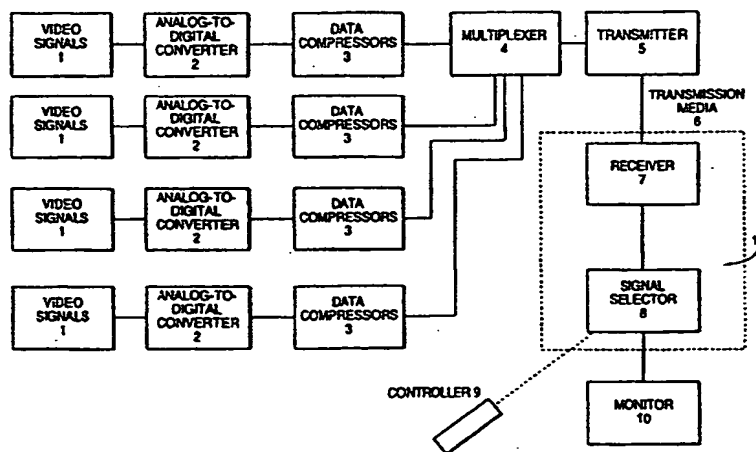 VIDEO
SIGNALS
1
ANALOG-TO-
DIGITAL
CONVERTER
2
DATA
COMPRESSORS
3
MULTIPLEXER
4
TRANSMITTER
5
TRANSMISSION
MEDIA
6
VIDEO
SIGNALS
1
ANALOG-TO-
DIGITAL
CONVERTER
2
DATA
COMPRESSORS
3
RECEIVER
7
VIDEO
SIGNALS
1
ANALOG-TO-
DIGITAL
CONVERTER
2
DATA
COMPRESSORS
3
VIDEO
SIGNALS
1
ANALOG-TO-
DIGITAL
CONVERTER
2
DATA
COMPRESSORS
3
SIGNAL
SELECTOR
8
CONTROLLER 9
MONITOR
10